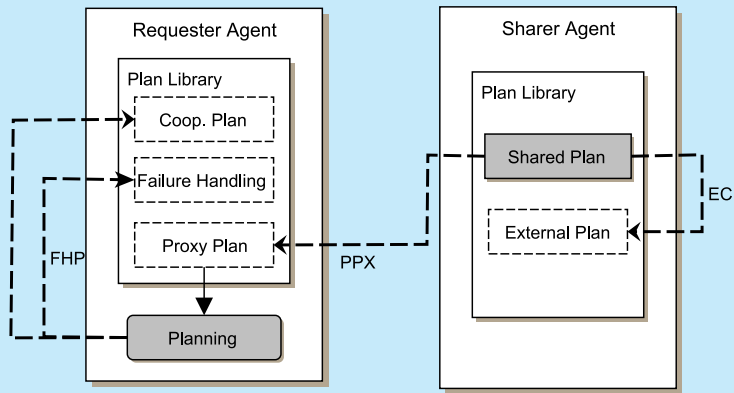 Requester Agent
Plan Library
Coop. Plan
Failure Handling
Proxy Plan
FHP
Planning
PPX
Sharer Agent
Plan Library
Shared Plan
EC
External Plan